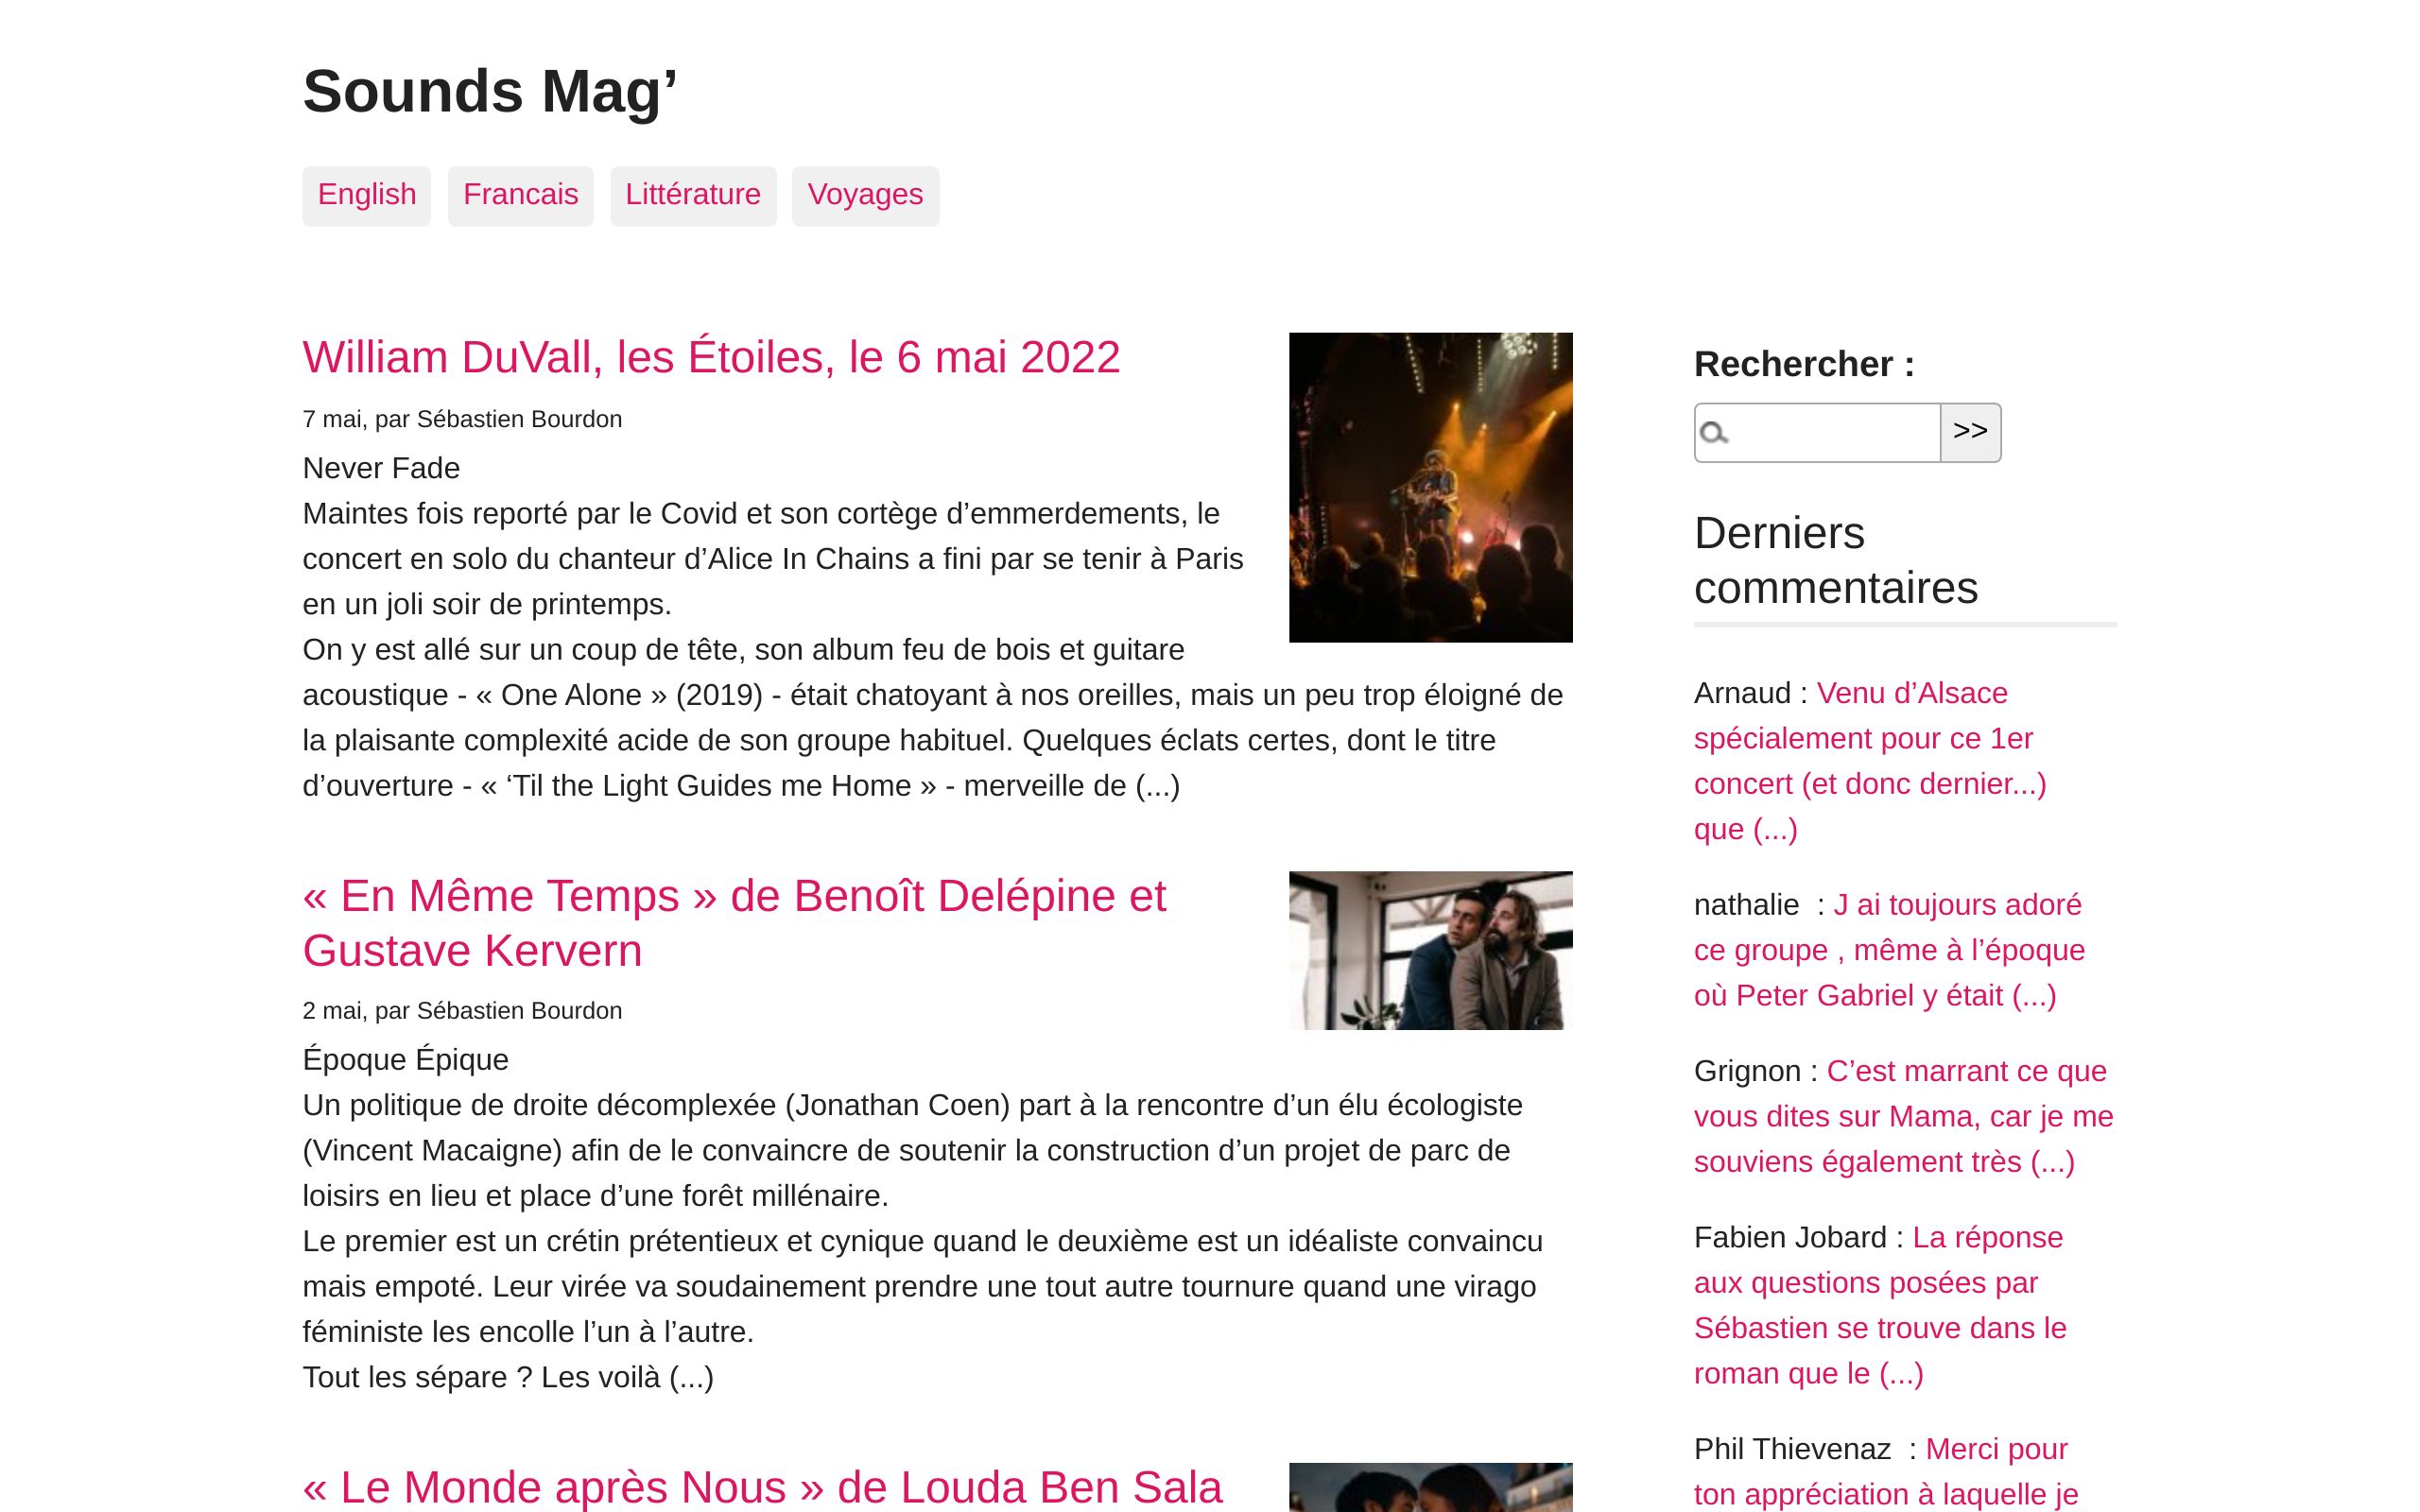 Sounds Mag’
English
Francais
Littérature
Voyages
William DuVall, les Étoiles, le 6 mai 2022
7 mai, par Sébastien Bourdon
Never Fade
Maintes fois reporté par le Covid et son cortège d’emmerdements, le
concert en solo du chanteur d’Alice In Chains a fini par se tenir à Paris
en un joli soir de printemps.
On y est allé sur un coup de tête, son album feu de bois et guitare
acoustique - « One Alone » (2019) - était chatoyant à nos oreilles, mais un peu trop éloigné de
la plaisante complexité acide de son groupe habituel. Quelques éclats certes, dont le titre
d’ouverture - « ‘Til the Light Guides me Home » - merveille de (...)
« En Même Temps » de Benoît Delépine et
Gustave Kervern
2 mai, par Sébastien Bourdon
Époque Épique
Un politique de droite décomplexée (Jonathan Coen) part à la rencontre d’un élu écologiste
(Vincent Macaigne) afin de le convaincre de soutenir la construction d’un projet de parc de
loisirs en lieu et place d’une forêt millénaire.
Le premier est un crétin prétentieux et cynique quand le deuxième est un idéaliste convaincu
mais empoté. Leur virée va soudainement prendre une tout autre tournure quand une virago
féministe les encolle l’un à l’autre.
Tout les sépare ? Les voilà (...)
« Le Monde après Nous » de Louda Ben Sala
Rechercher :
>>
Derniers
commentaires
Arnaud : Venu d’Alsace
spécialement pour ce 1er
concert (et donc dernier...)
que (...)
nathalie  : J ai toujours adoré
ce groupe , même à l’époque
où Peter Gabriel y était (...)
Grignon : C’est marrant ce que
vous dites sur Mama, car je me
souviens également très (...)
Fabien Jobard : La réponse
aux questions posées par
Sébastien se trouve dans le
roman que le (...)
Phil Thievenaz  : Merci pour
ton appréciation à laquelle je